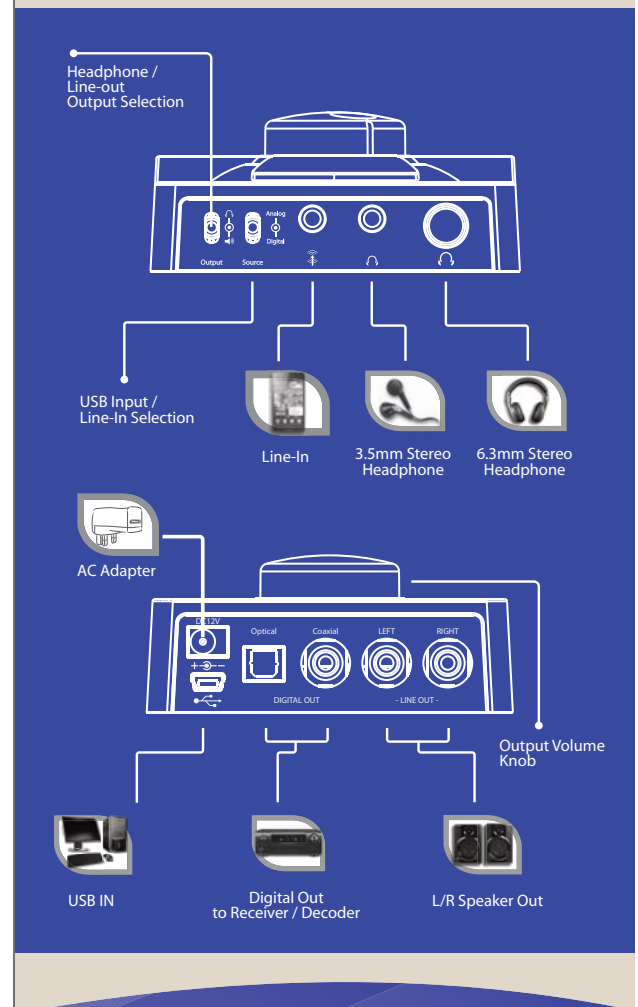 Headphone /
Line-out
Output Selection
Analog
Digital
Output
Source
USB Input /
Line-In Selection
Line-In
3.5mm Stereo
Headphone
6.3mm Stereo
Headphone
AC Adapter
DC12V
Optical
Coaxial
LEFT
RIGHT
DIGITAL OUT
- LINE OUT -
Output Volume
Knob
USB IN
Digital Out
to Receiver / Decoder
L/R Speaker Out